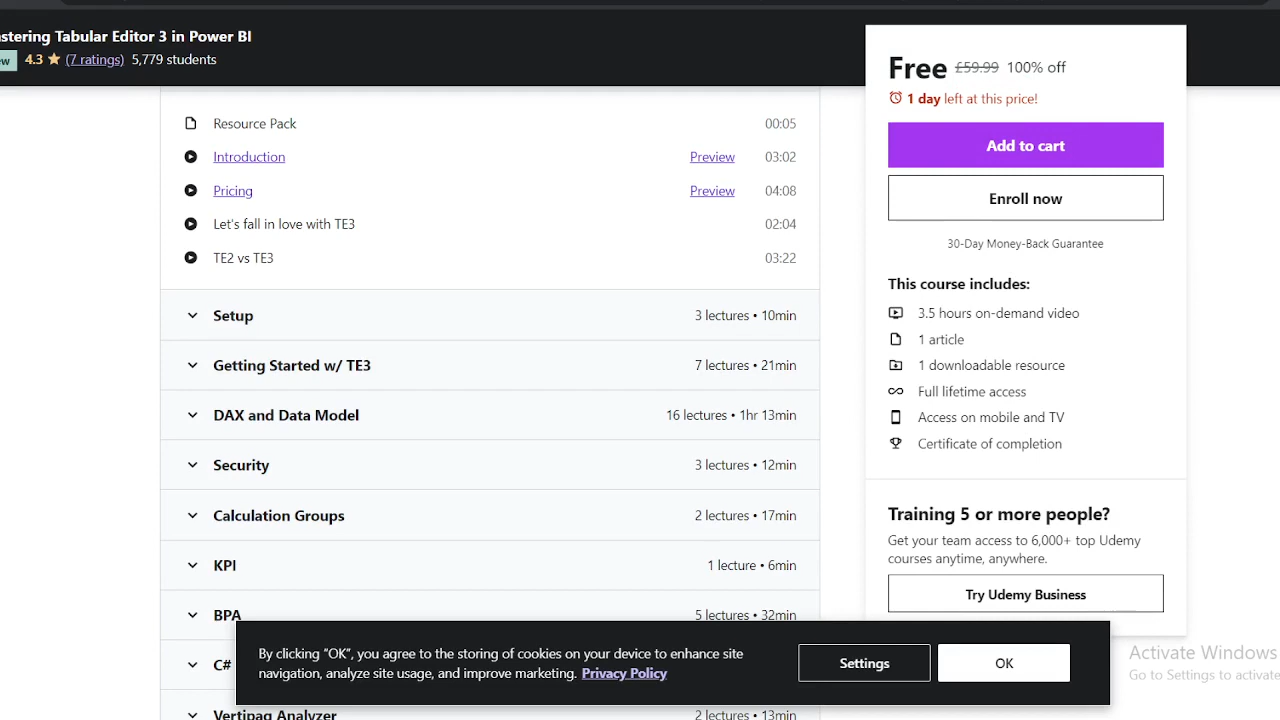 stering Tabular Editor 3 in Power BI
ew 4.3 (7 ratings) 5,779 students
Resource Pack 00:05
Introduction Preview 03:02
Pricing Preview 04:08
Let's fall in love with TE3 02:04
TE2 vs TE3 03:22
Setup 3 lectures • 10min
Getting Started w/ TE3 7 lectures • 21min
DAX and Data Model 16 lectures • 1hr 13min
Security 3 lectures • 12min
Calculation Groups 2 lectures • 17min
KPI 1 lecture • 6min
BPA 5 lectures • 32min
C#
Vertipaq Analyzer 2 lectures • 13min
Free £59.99 100% off
1 day left at this price!
Add to cart
Enroll now
30-Day Money-Back Guarantee
This course includes:
3.5 hours on-demand video
1 article
1 downloadable resource
Full lifetime access
Access on mobile and TV
Certificate of completion
Training 5 or more people?
Get your team access to 6,000+ top Udemy
courses anytime, anywhere.
Try Udemy Business
By clicking “OK”, you agree to the storing of cookies on your device to enhance site
navigation, analyze site usage, and improve marketing. Privacy Policy
Settings
OK
Activate Windows
Go to Settings to activate